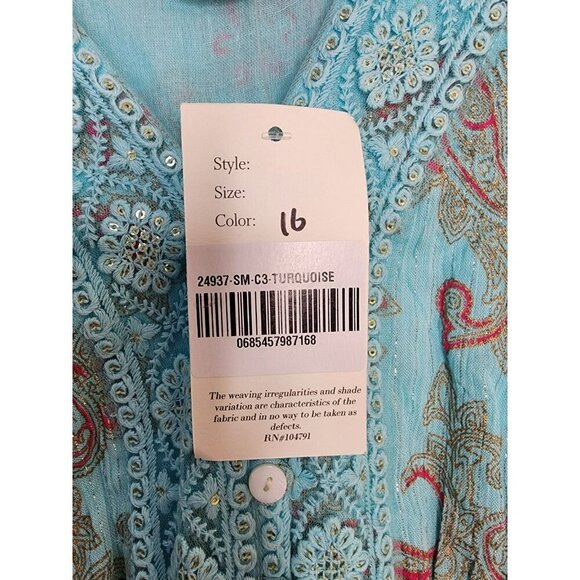 Style:
Size:
Color: 16
24937-SM-C3-TURQUOISE
0685457987168
The weaving irregularities and shade
variation are characteristics of the
fabric and in no way to be taken as
defects.
RN#104791